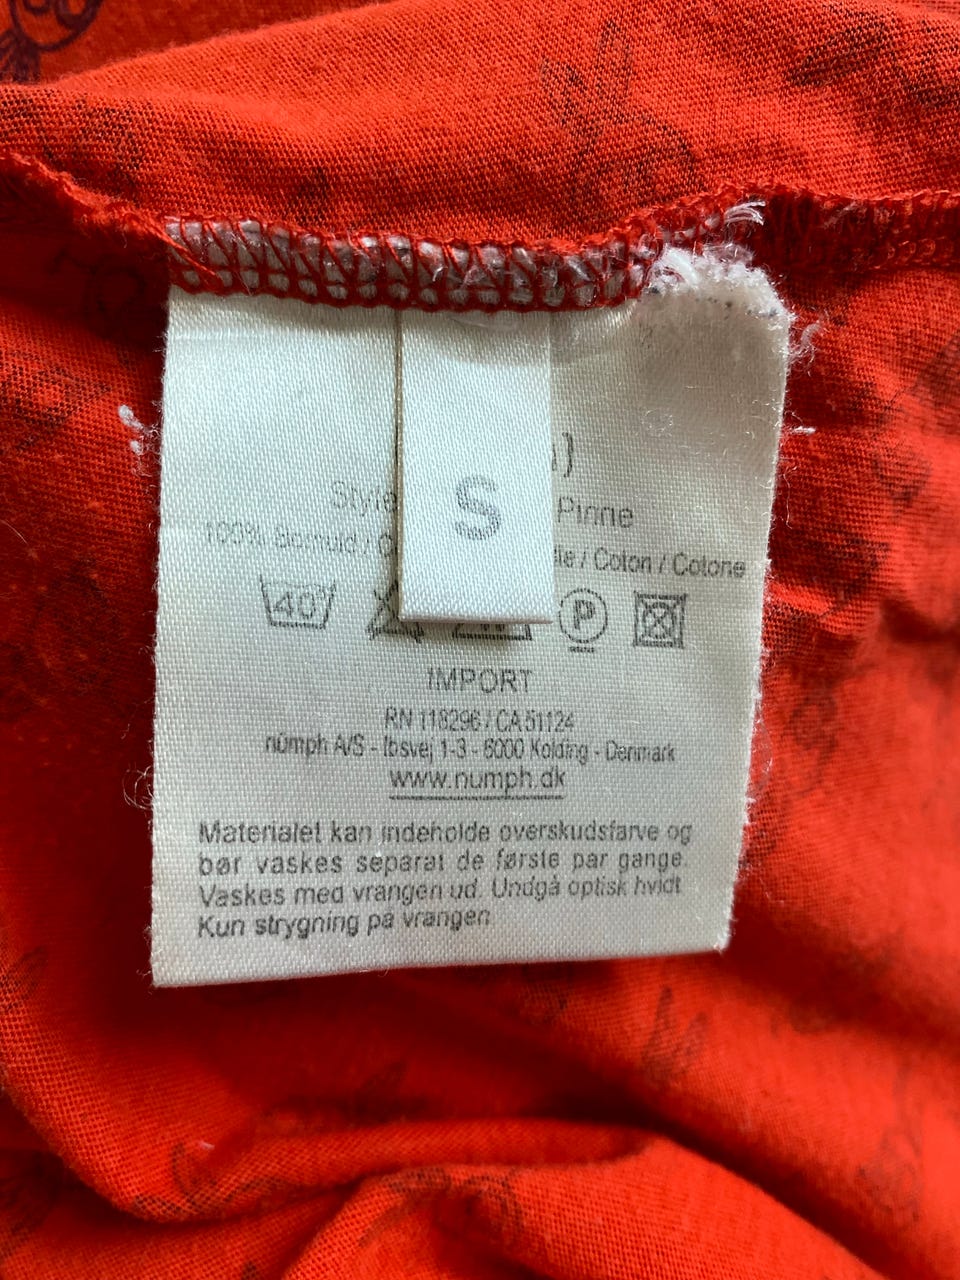 S
Style Pinne
100% Bomuld / / Coton / Cotone
40° P
IMPORT
RN 118296 / CA 51124
nümph A/S - Ibsvej 1-3 - 6000 Kolding - Denmark
www.numph.dk
Materialet kan indeholde overskudsfarve og
bør vaskes separat de første par gange.
Vaskes med vrangen ud. Undgå optisk hvidt
Kun strygning på vrangen.